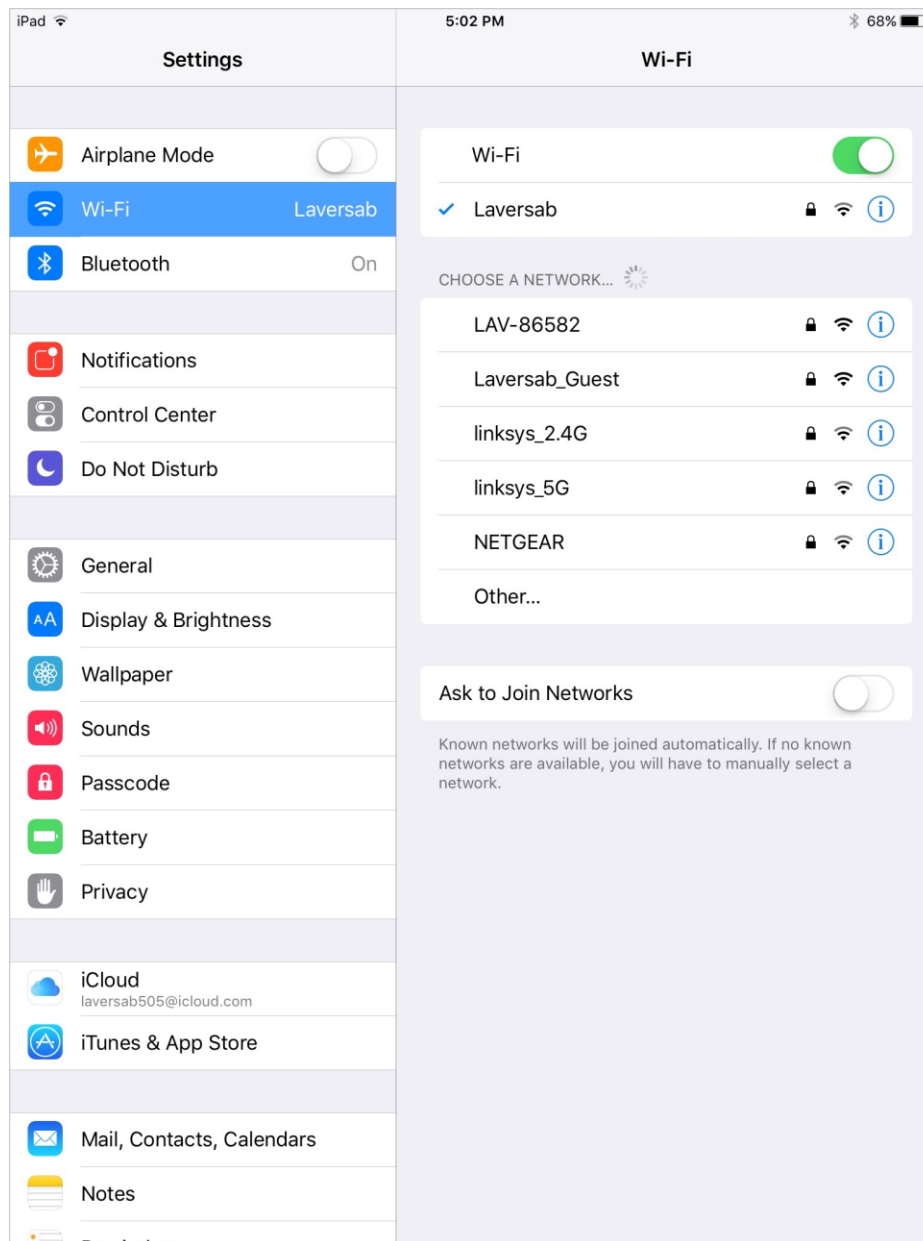 iPad
5:02 PM
68%
Settings
Airplane Mode
Wi-Fi Laversab
Bluetooth On
Notifications
Control Center
Do Not Disturb
General
AA Display & Brightness
Wallpaper
Sounds
Passcode
Battery
Privacy
iCloud
laversab505@icloud.com
iTunes & App Store
Mail, Contacts, Calendars
Notes
Wi-Fi
Wi-Fi
Laversab
CHOOSE A NETWORK...
LAV-86582
Laversab_Guest
linksys_2.4G
linksys_5G
NETGEAR
Other...
Ask to Join Networks
Known networks will be joined automatically. If no known
networks are available, you will have to manually select a
network.